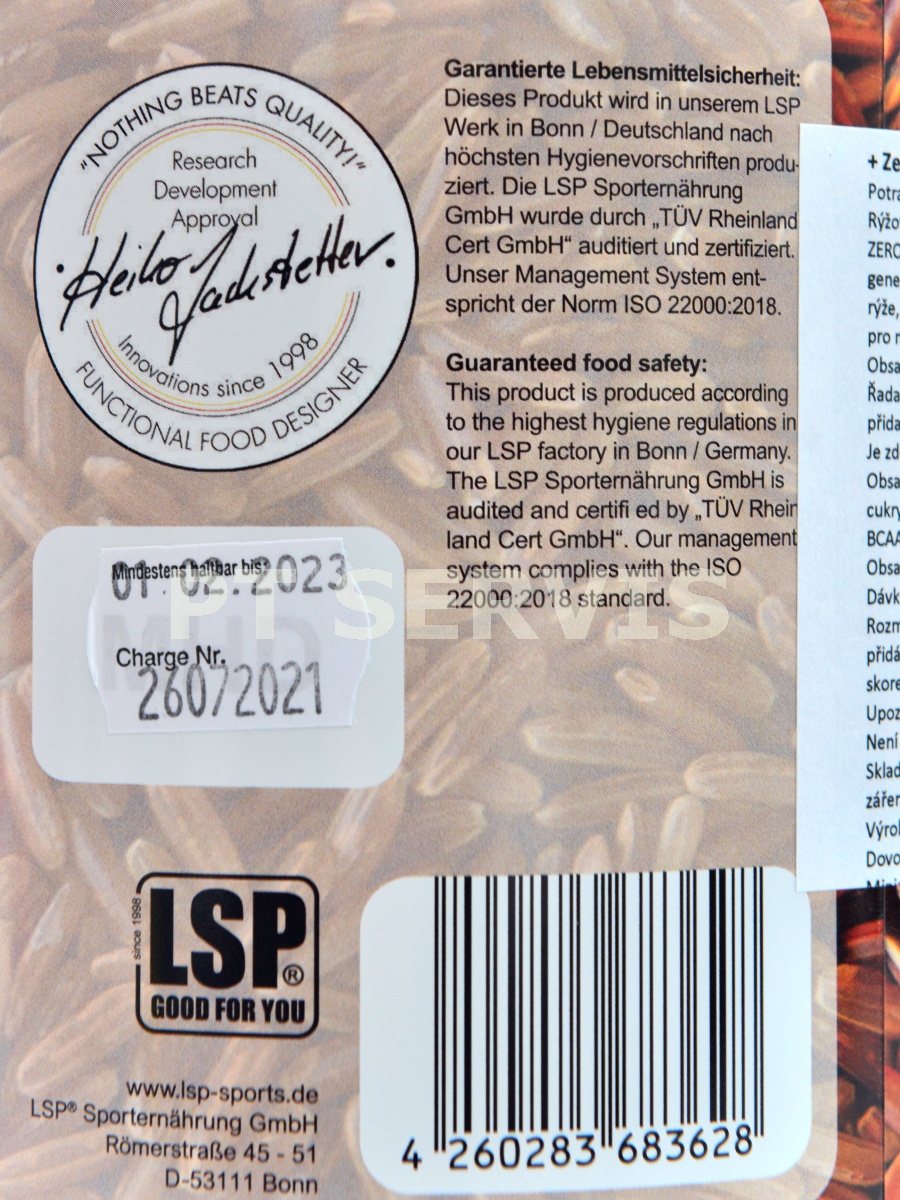 "NOTHING BEATS QUALITY!"
Research
Development
Approval
Heiko Jackstetter
Innovations since 1998
FUNCTIONAL FOOD DESIGNER
Garantierte Lebensmittelsicherheit:
Dieses Produkt wird in unserem LSP
Werk in Bonn / Deutschland nach
höchsten Hygienevorschriften produ-
ziert. Die LSP Sporternährung
GmbH wurde durch „TÜV Rheinland
Cert GmbH“ auditiert und zertifiziert.
Unser Management System ent-
spricht der Norm ISO 22000:2018.
Guaranteed food safety:
This product is produced according
to the highest hygiene regulations in
our LSP factory in Bonn / Germany.
The LSP Sporternährung GmbH is
audited and certifi ed by „TÜV Rhein
land Cert GmbH“. Our management
system complies with the ISO
22000:2018 standard.
Mindestens haltbar bis:
01.02.2023
MHD
Charge Nr.
26072021
PT SERVIS
since 1998
LSP®
GOOD FOR YOU
www.lsp-sports.de
LSP® Sporternährung GmbH
Römerstraße 45 - 51
D-53111 Bonn
4 260283 683628
+ Ze
Potra
Rýžo
ZERO
gene
rýže,
pro r
Obsa
Řada
přida
Je zd
Obsa
cukry
BCAA
Obsa
Dávk
Rozm
přidá
skore
Upoz
Není
Sklad
zářen
Výrol
Dovo